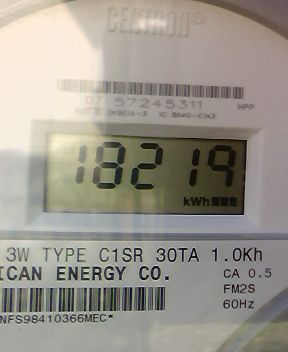 CENTRON®
07 57245311
HPP
18219
kWh
3W TYPE C1SR 30TA 1.0Kh
ICAN ENERGY CO.
CA 0.5
FM2S
60Hz
NFS98410366MEC*